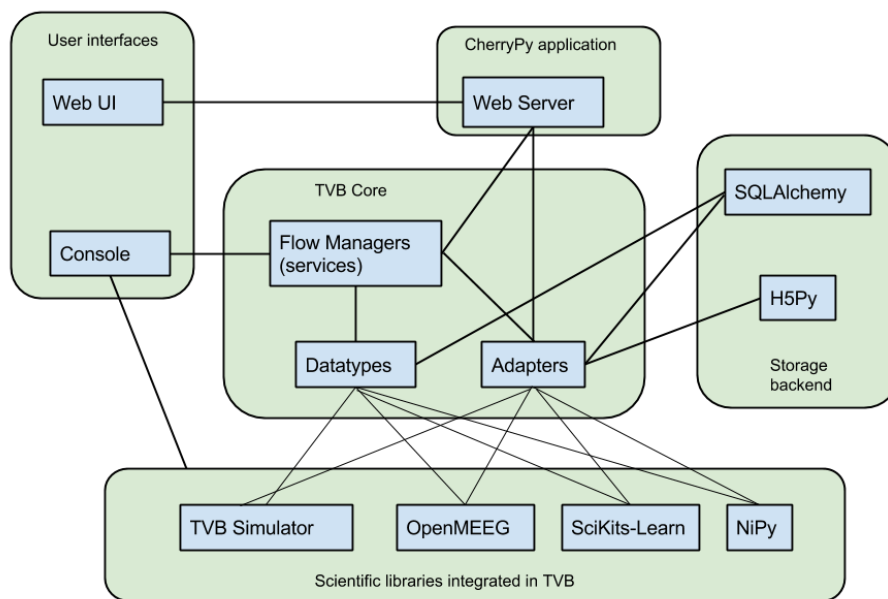 User interfaces
CherryPy application
Web UI
Web Server
TVB Core
SQLAlchemy
Console
Flow Managers
(services)
H5Py
Datatypes
Adapters
Storage
backend
TVB Simulator
OpenMEEG
SciKits-Learn
NiPy
Scientific libraries integrated in TVB